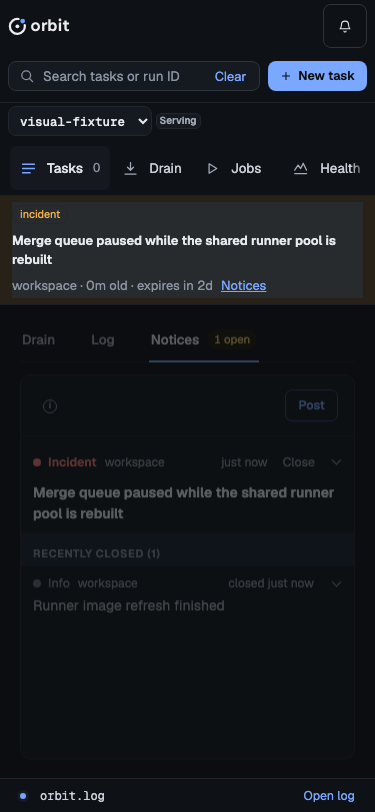 orbit
Search tasks or run ID
Clear
+ New task
visual-fixture
Serving
Tasks 0
Drain
Jobs
Health
incident
Merge queue paused while the shared runner pool is
rebuilt
workspace · 0m old · expires in 2d Notices
Drain
Log
Notices 1 open
Post
Incident workspace just now Close
Merge queue paused while the shared runner
pool is rebuilt
RECENTLY CLOSED (1)
Info workspace closed just now
Runner image refresh finished
orbit.log
Open log